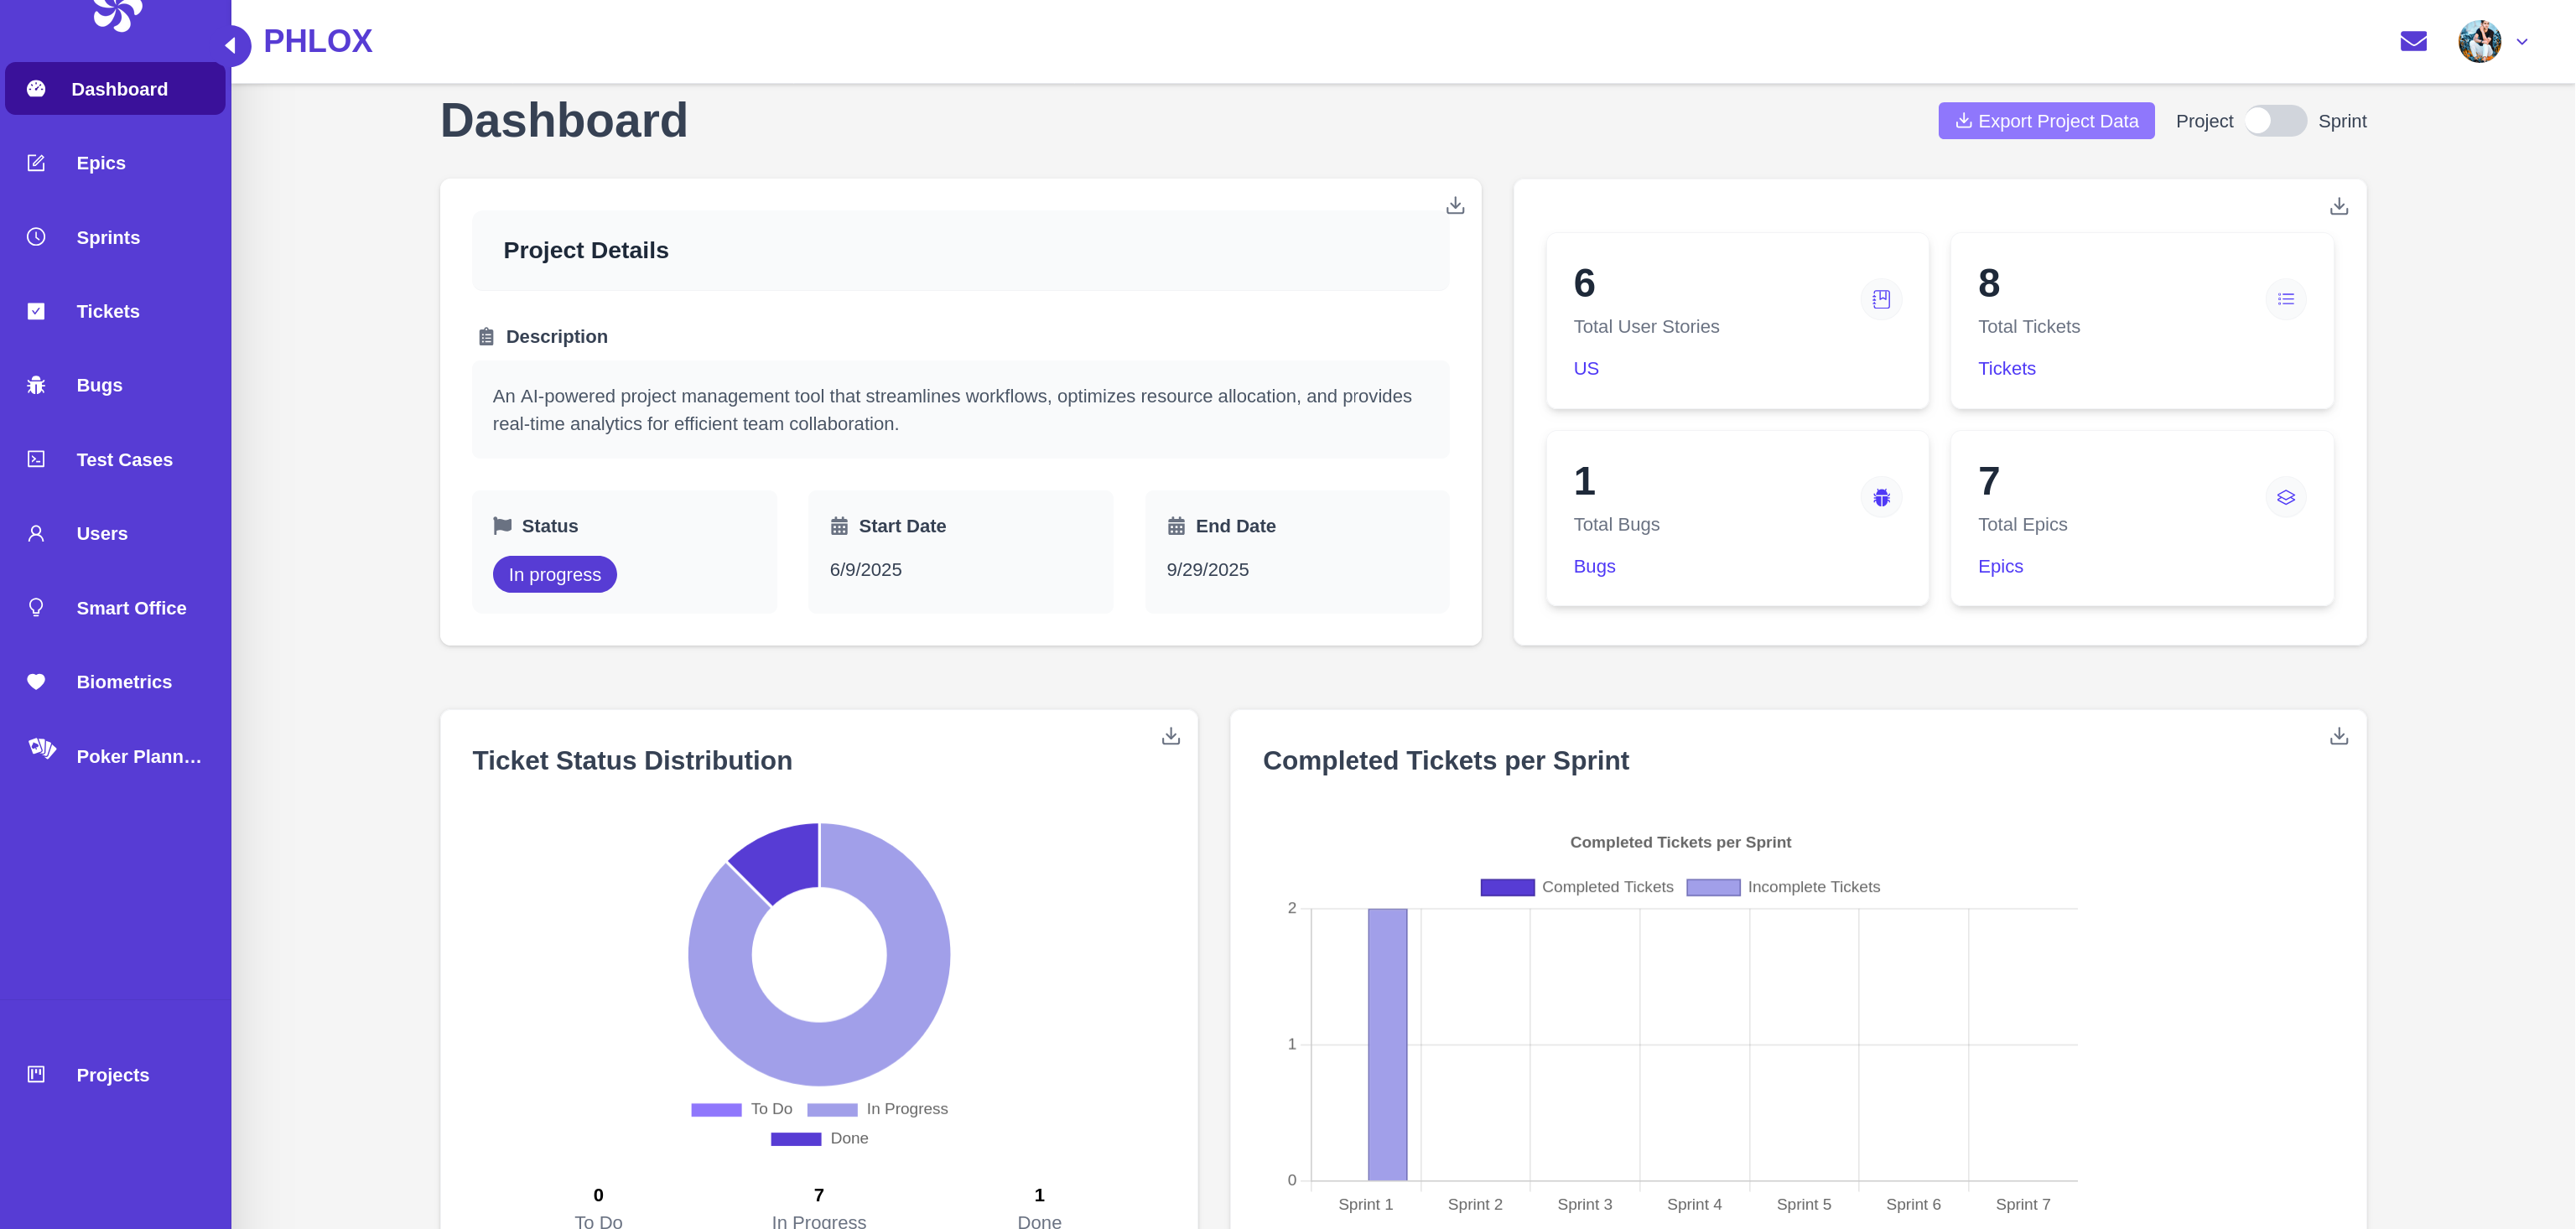 PHLOX
Dashboard
Epics
Sprints
Tickets
Bugs
Test Cases
Users
Smart Office
Biometrics
Poker Plann...
Projects
Dashboard
Export Project Data
Project
Sprint
Project Details
Description
An AI-powered project management tool that streamlines workflows, optimizes resource allocation, and provides
real-time analytics for efficient team collaboration.
Status
In progress
Start Date
6/9/2025
End Date
9/29/2025
6
Total User Stories
US
8
Total Tickets
Tickets
1
Total Bugs
Bugs
7
Total Epics
Epics
Ticket Status Distribution
To Do
In Progress
Done
0
To Do
7
In Progress
1
Done
Completed Tickets per Sprint
Completed Tickets per Sprint
Completed Tickets
Incomplete Tickets
2
1
0
Sprint 1
Sprint 2
Sprint 3
Sprint 4
Sprint 5
Sprint 6
Sprint 7